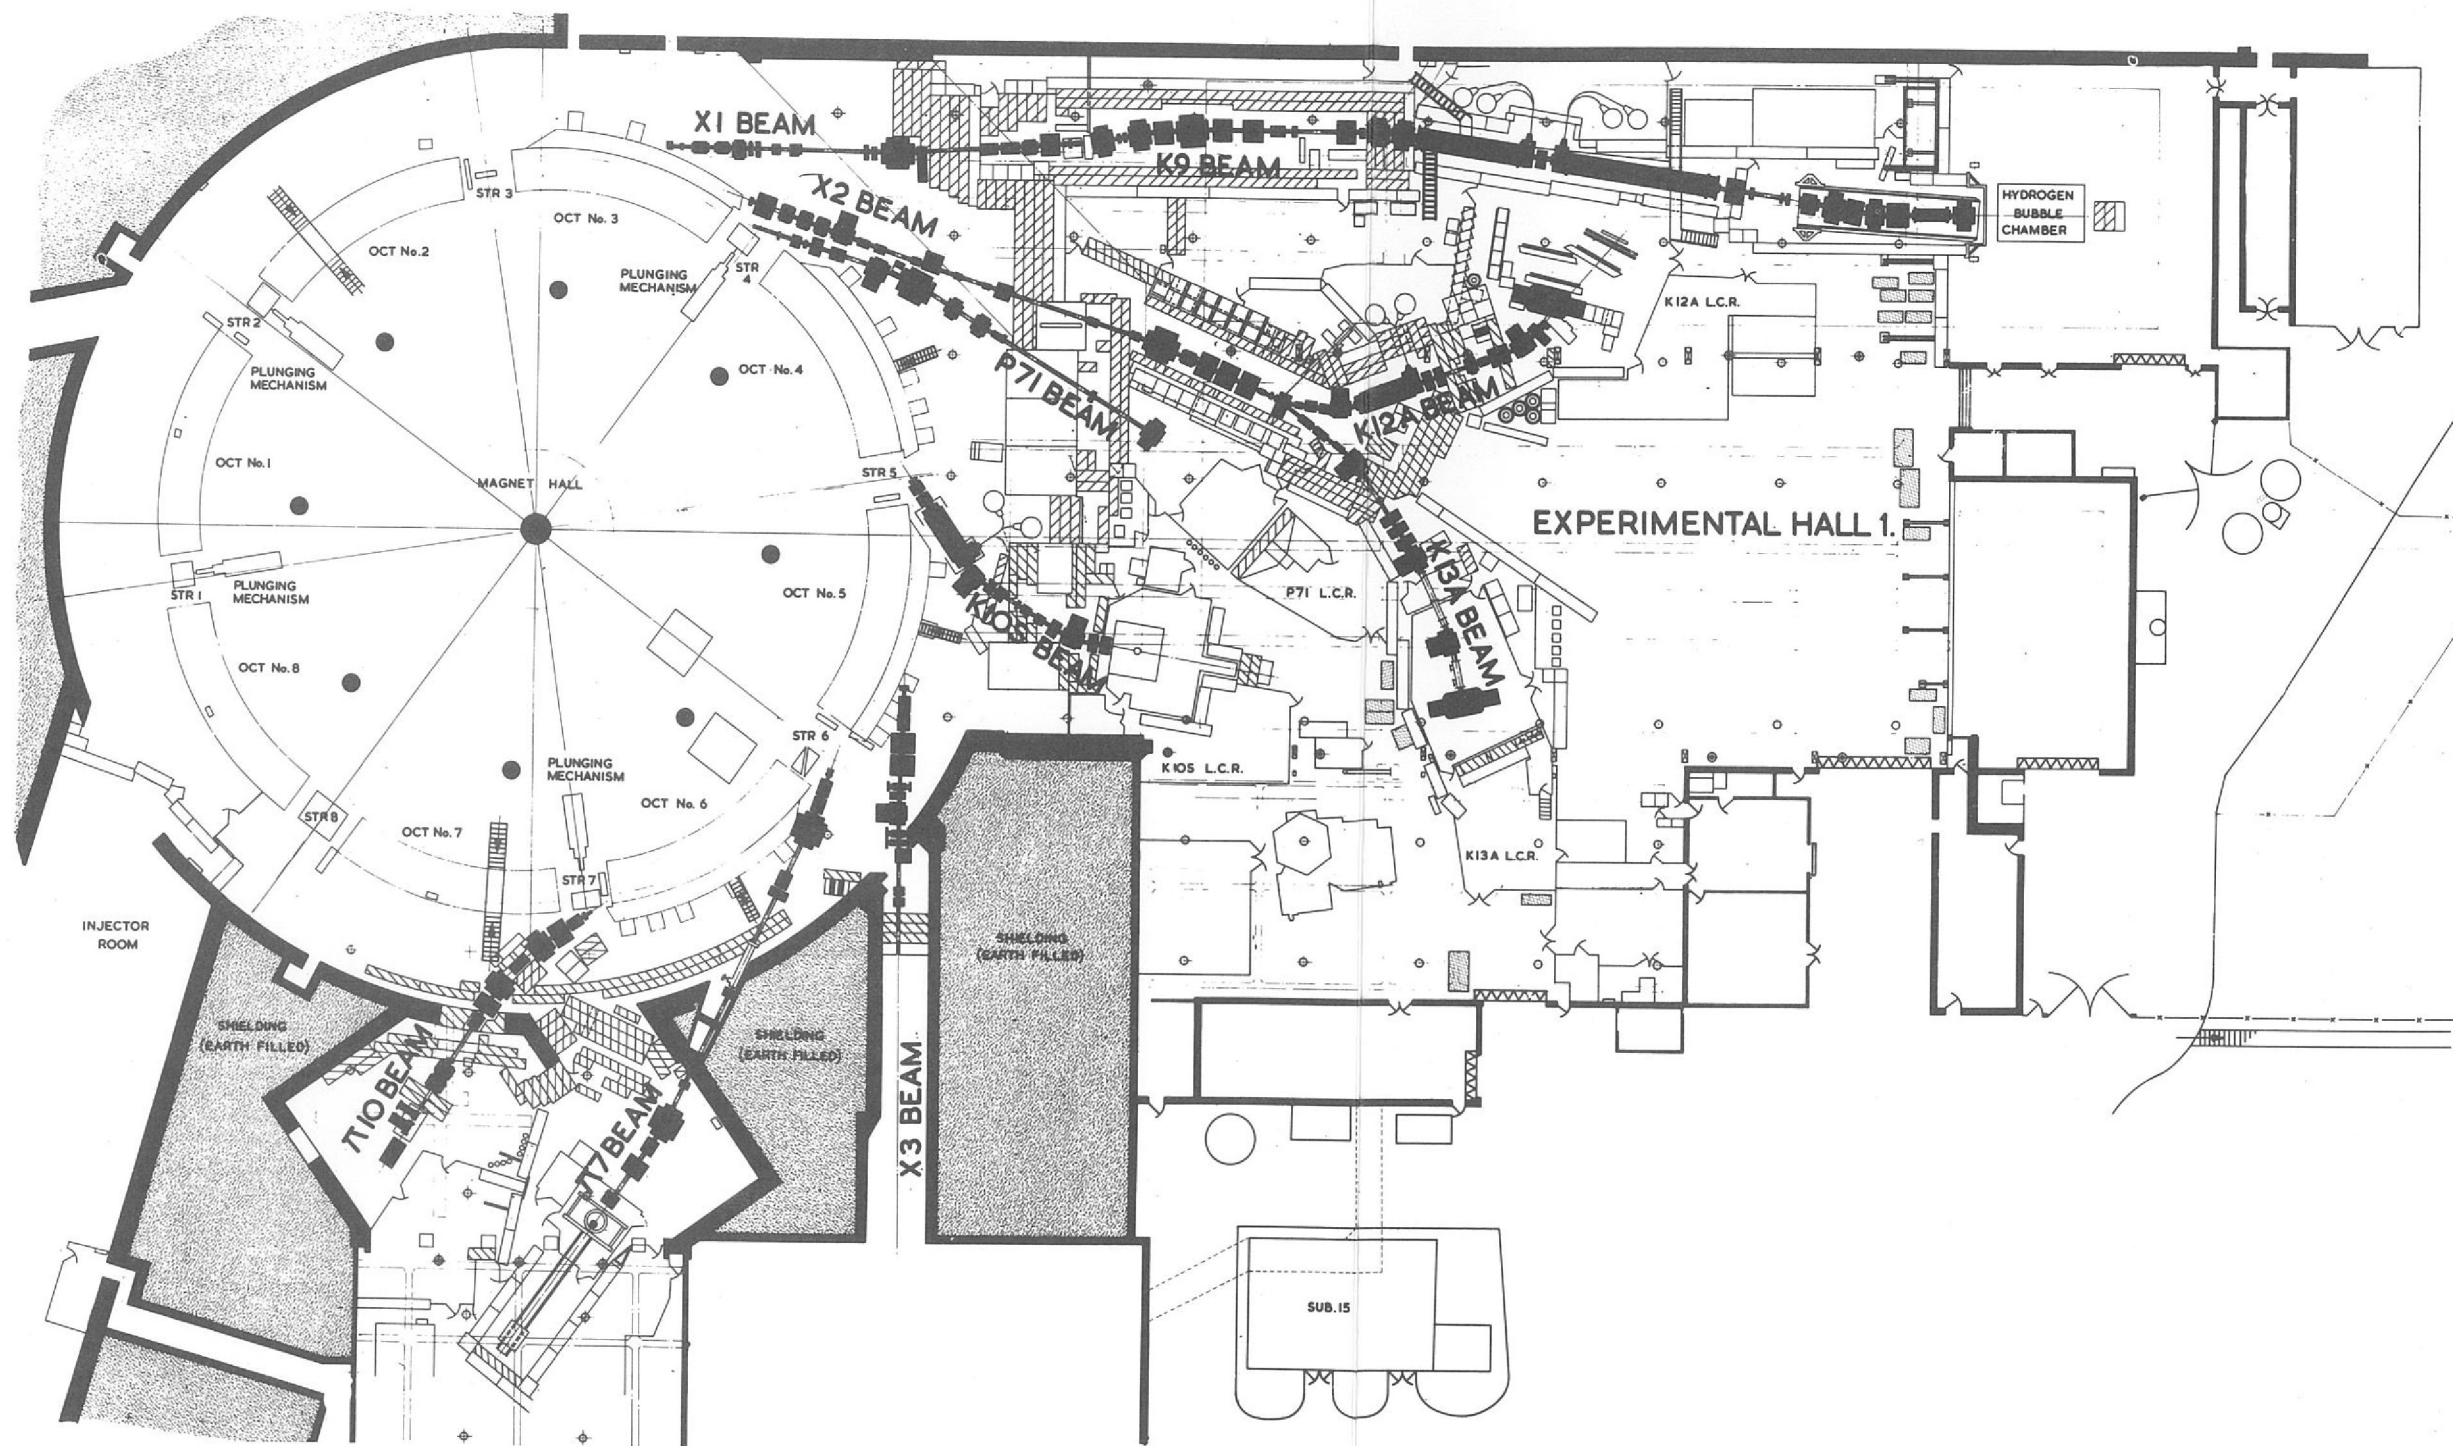 X1 BEAM
K9 BEAM
X2 BEAM
STR 3
OCT No. 3
OCT No. 2
PLUNGING
MECHANISM
STR
4
HYDROGEN
BUBBLE
CHAMBER
K12A L.C.R.
STR 2
PLUNGING
MECHANISM
OCT No. 4
P71 BEAM
K12A BEAM
OCT No. 1
MAGNET HALL
STR 5
EXPERIMENTAL HALL 1.
STR 1
PLUNGING
MECHANISM
OCT No. 5
K10S BEAM
P71 L.C.R.
K13A BEAM
OCT No. 8
STR 6
PLUNGING
MECHANISM
K10S L.C.R.
OCT No. 6
STR 8
OCT No. 7
K13A L.C.R.
STR 7
INJECTOR
ROOM
SHIELDING
(EARTH FILLED)
SHIELDING
(EARTH FILLED)
SHIELDING
(EARTH FILLED)
π10 BEAM
π7 BEAM
X3 BEAM
SUB. 15